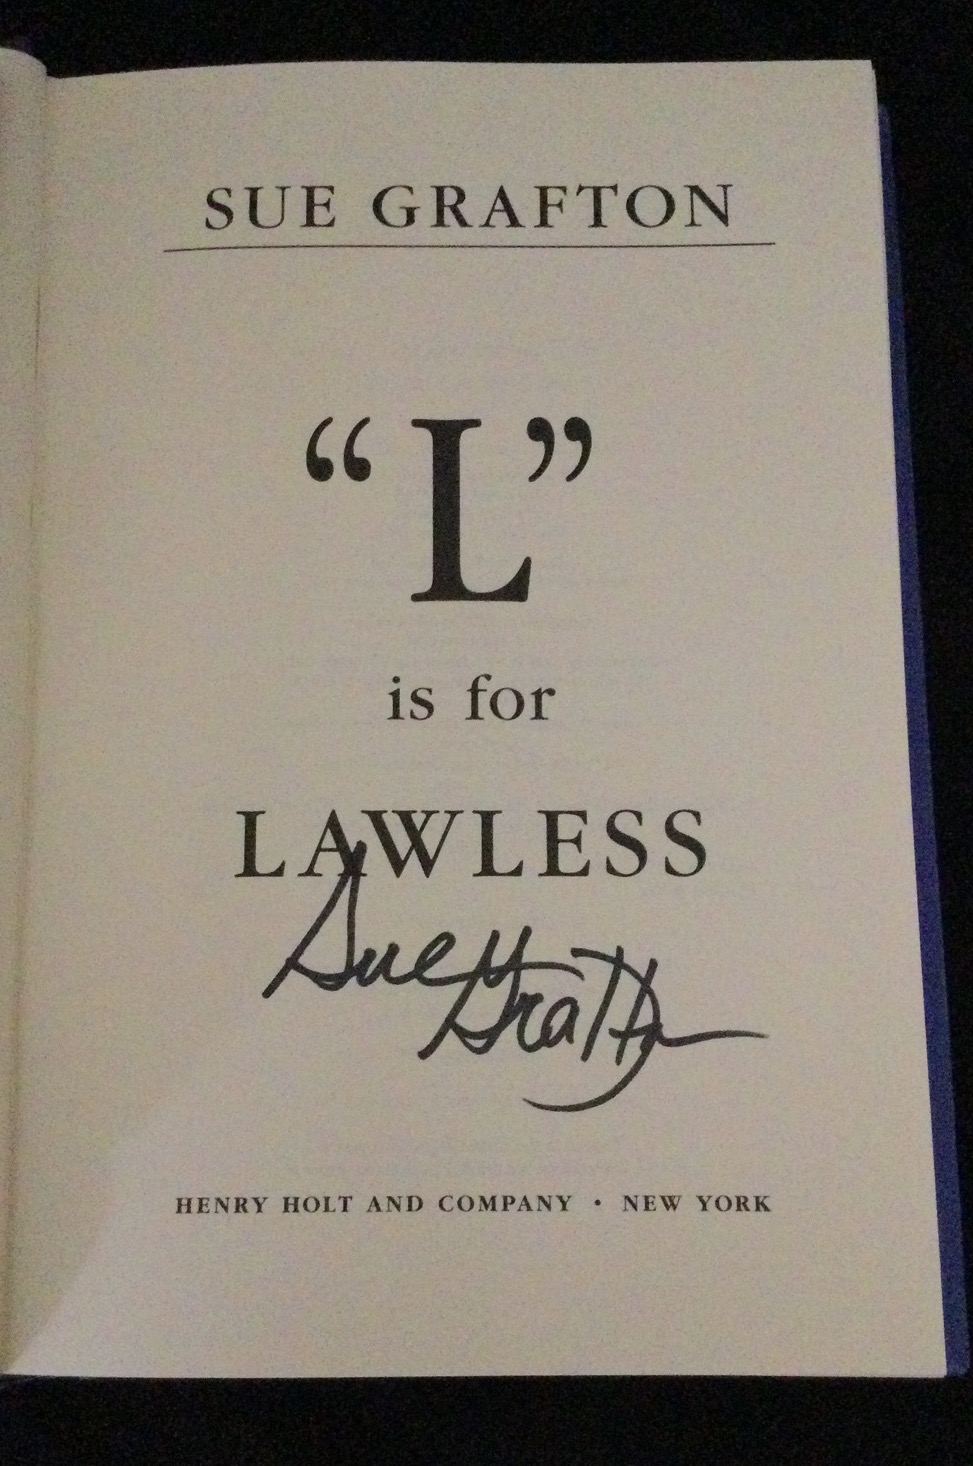 SUE GRAFTON
“L”
is for
LAWLESS
Sue Grafton
HENRY HOLT AND COMPANY • NEW YORK